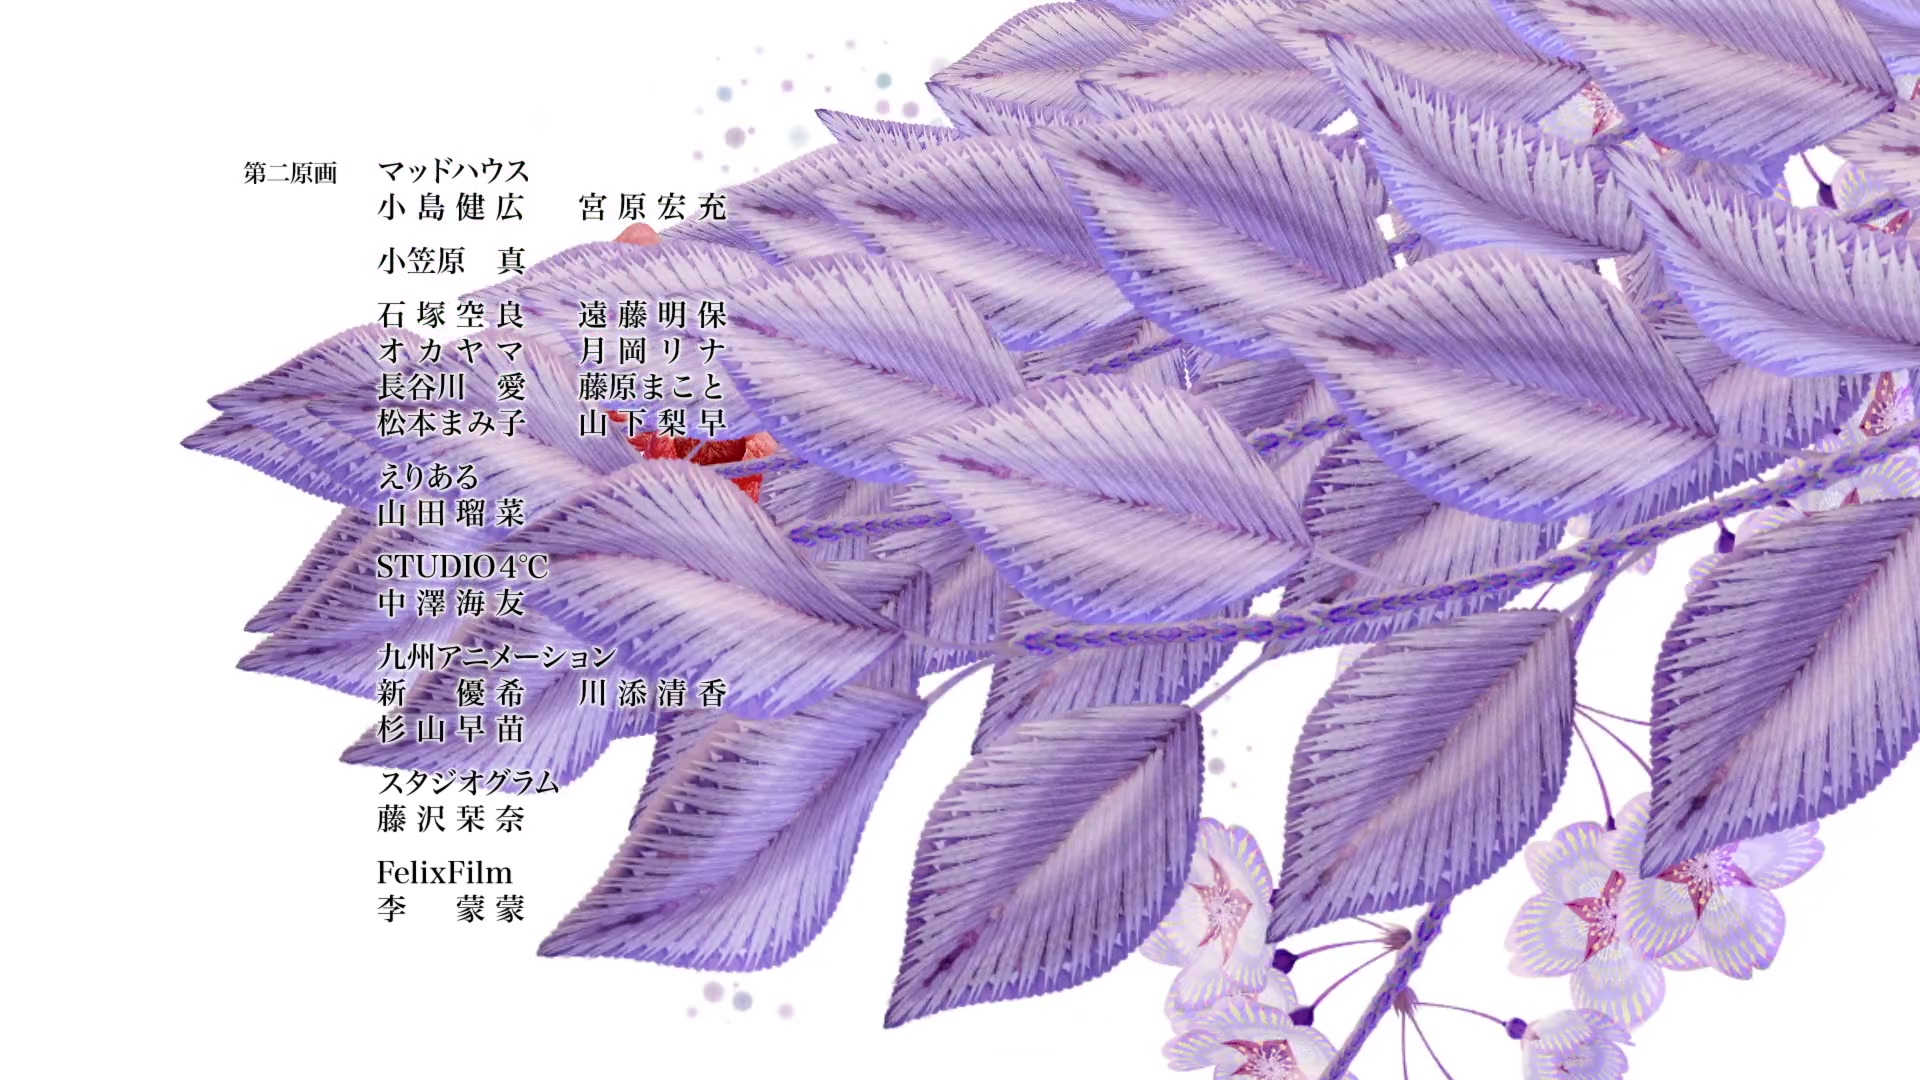 第二原画 マッドハウス
小島健広 宮原宏充
小笠原 真
石塚空良 遠藤明保
オカヤマ 月岡リナ
長谷川 愛 藤原まこと
松本まみ子 山下梨早
えりある
山田瑠菜
STUDIO4℃
中澤海友
九州アニメーション
新 優希 川添清香
杉山早苗
スタジオグラム
藤沢栞奈
FelixFilm
李 蒙蒙